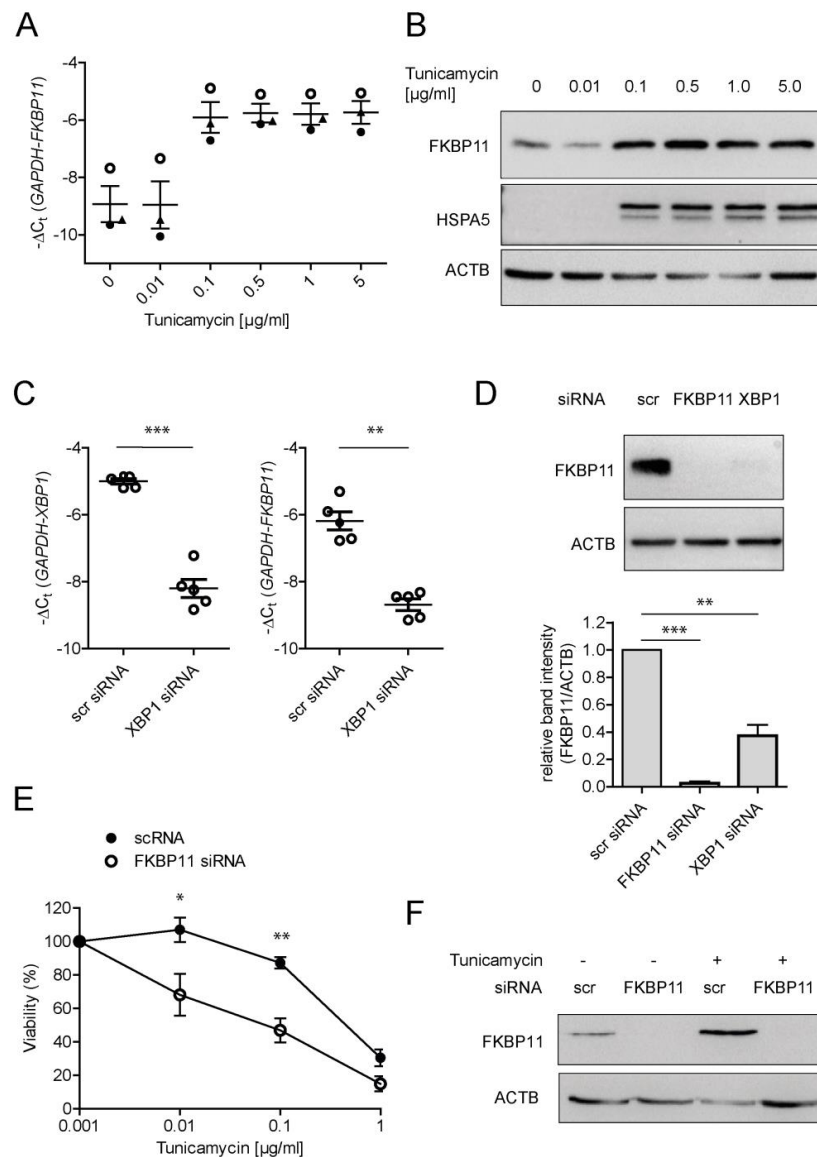 A
-ΔCt (GAPDH-FKBP11)
-4
-6
-8
-10
0
0.01
0.1
0.5
1
5
Tunicamycin [µg/ml]
B
Tunicamycin
[µg/ml]
0 0.01 0.1 0.5 1.0 5.0
FKBP11
HSPA5
ACTB
C
-ΔCt (GAPDH-XBP1)
-4
-6
-8
-10
***
scr siRNA
XBP1 siRNA
-ΔCt (GAPDH-FKBP11)
-4
-6
-8
-10
**
scr siRNA
XBP1 siRNA
D
siRNA scr FKBP11 XBP1
FKBP11
ACTB
relative band intensity
(FKBP11/ACTB)
1.2
1.0
0.8
0.6
0.4
0.2
0.0
**
***
scr siRNA
FKBP11 siRNA
XBP1 siRNA
E
scRNA
FKBP11 siRNA
Viability (%)
120
100
80
60
40
20
0
*
**
0.001
0.01
0.1
1
Tunicamycin [µg/ml]
F
Tunicamycin - - + +
siRNA scr FKBP11 scr FKBP11
FKBP11
ACTB